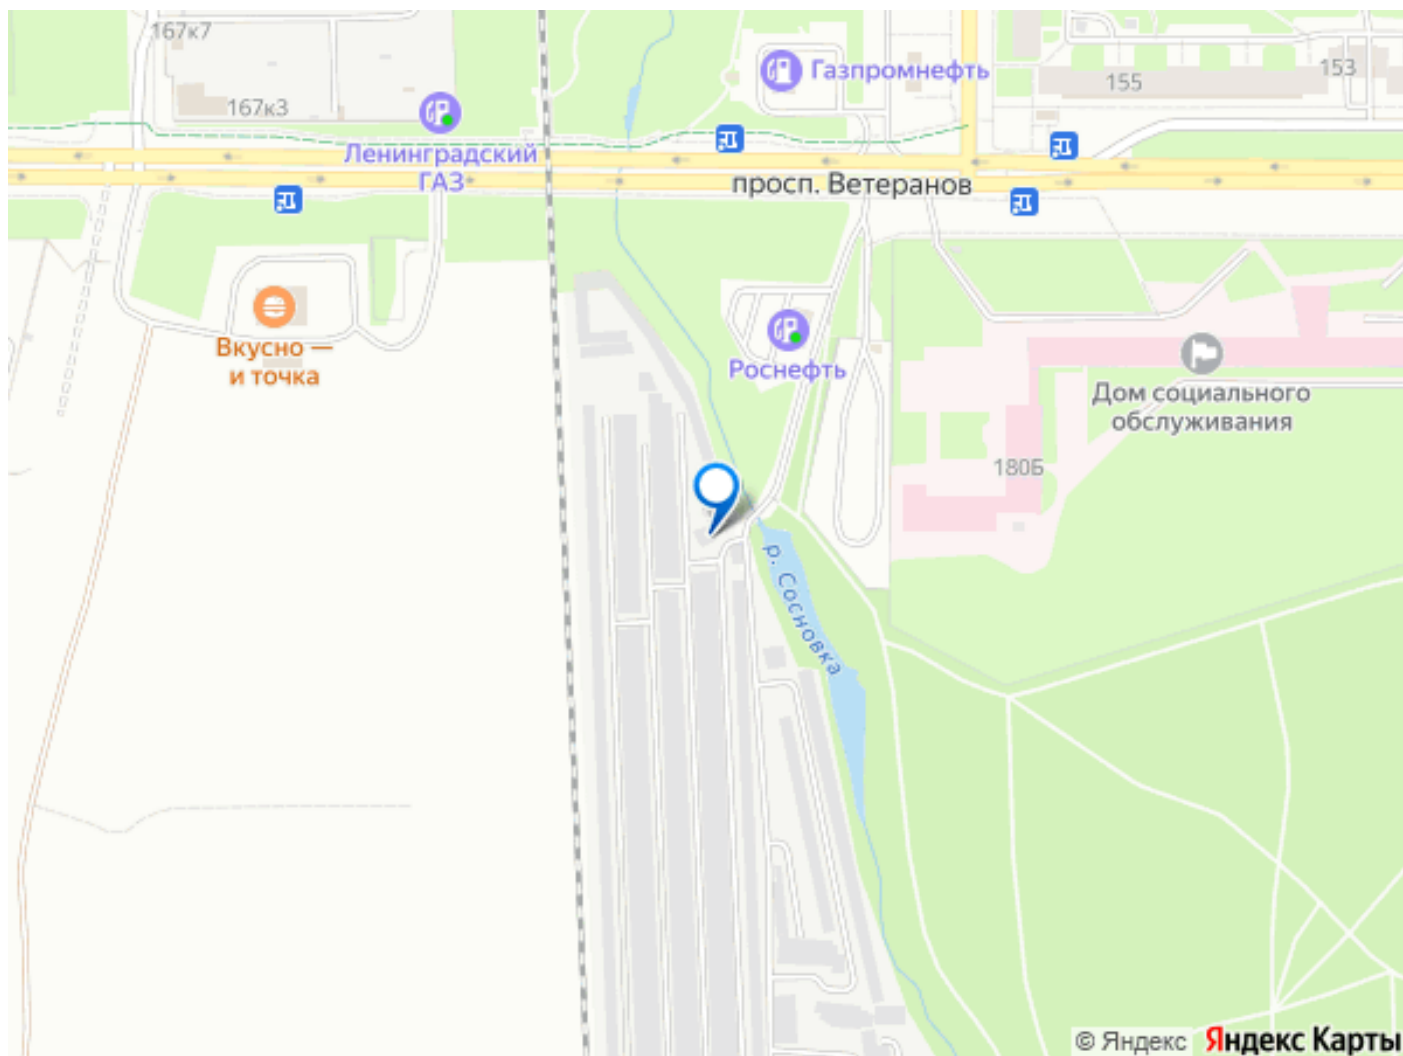 167к7
Газпромнефть
155
153
167к3
Ленинградский
ГАЗ
просп. Ветеранов
Вкусно —
и точка
Роснефть
Дом социального
обслуживания
180Б
р. Сосновка
© Яндекс Яндекс Карты